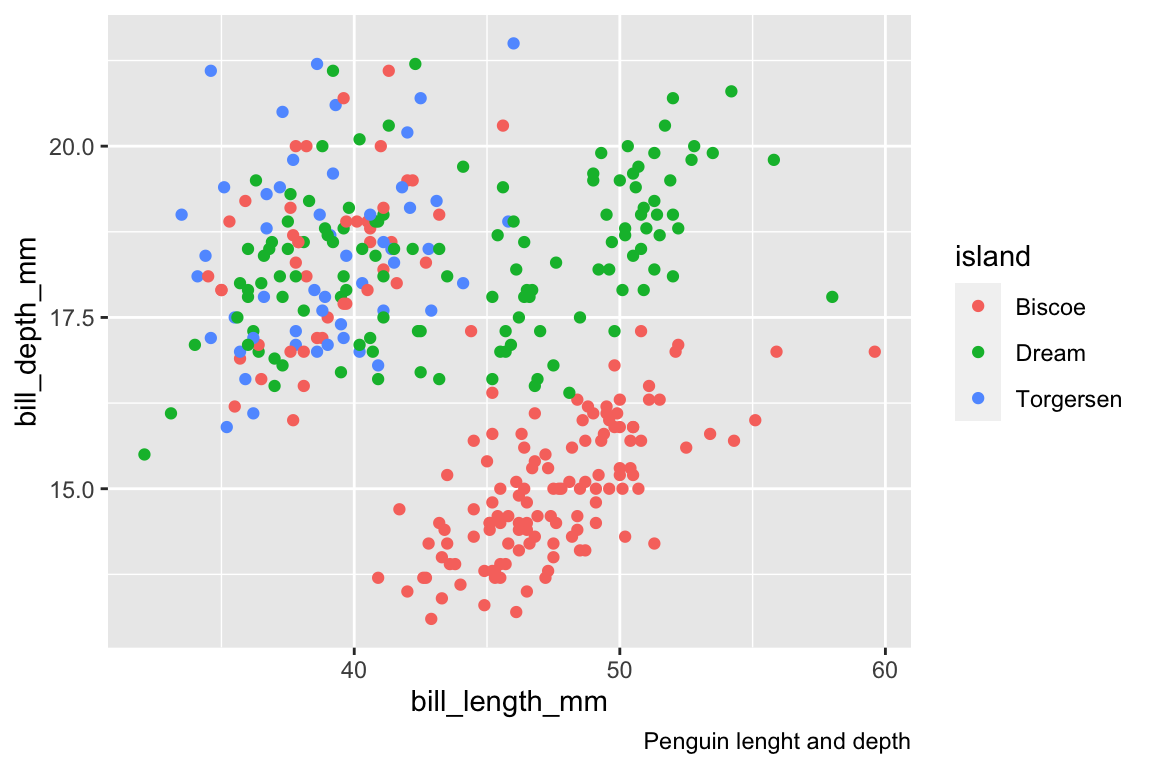 bill_depth_mm
20.0
17.5
15.0
40 50 60
bill_length_mm
island
Biscoe
Dream
Torgersen
Penguin lenght and depth